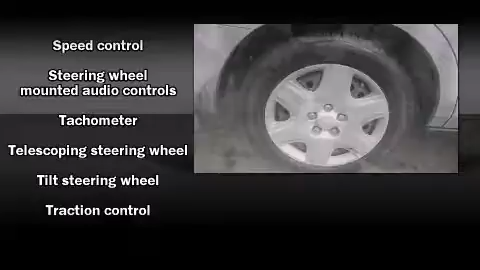 Speed control
Steering wheel
mounted audio controls
Tachometer
Telescoping steering wheel
Tilt steering wheel
Traction control